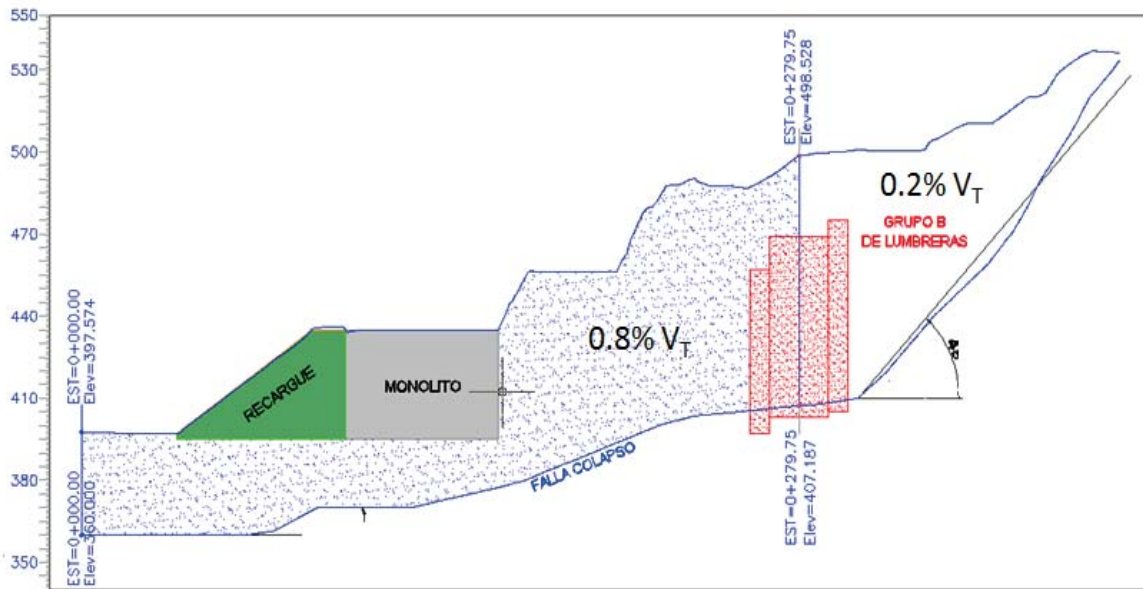 550
530
500
470
440
410
380
350
EST=0+000.00
Elev=397.574
EST=0+000.00
Elev=360.000
RECARGUE
MONOLITO
0.8% V_T
FALLA COLAPSO
EST=0+279.75
Elev=498.528
0.2% V_T
GRUPO B
DE LUMBRERAS
EST=0+279.75
Elev=407.187